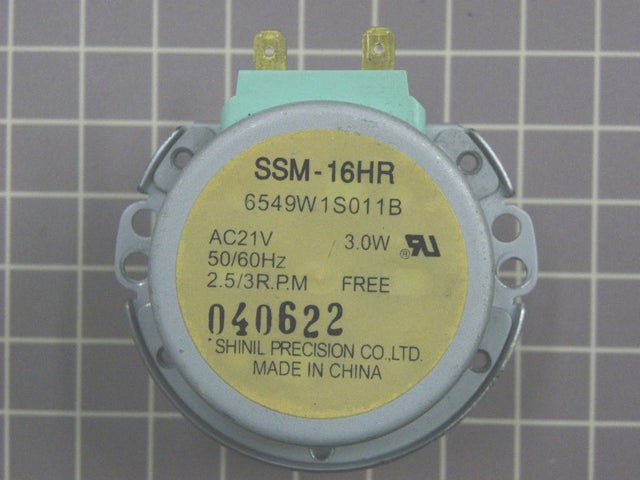 SSM-16HR
6549W1S011B
AC21V 3.0W ® RU
50/60Hz
2.5/3R.P.M FREE
040622
SHINIL PRECISION CO.,LTD.
MADE IN CHINA